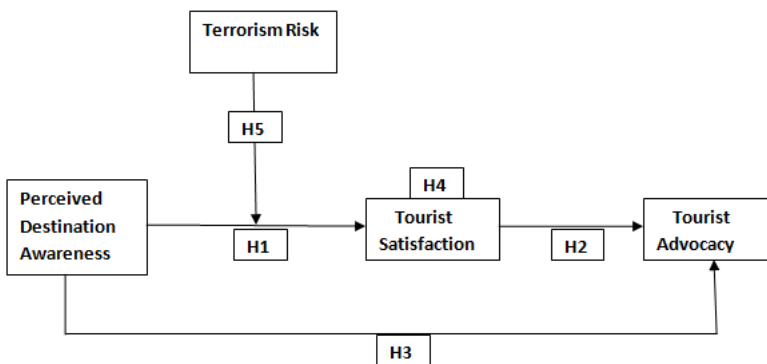 Terrorism Risk
H5
Perceived
Destination
Awareness
H1
H4
Tourist
Satisfaction
H2
Tourist
Advocacy
H3